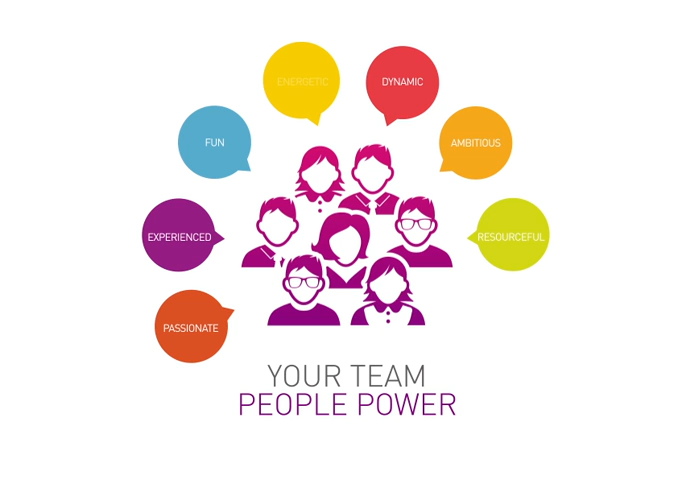 ENERGETIC
DYNAMIC
FUN
AMBITIOUS
EXPERIENCED
RESOURCEFUL
PASSIONATE
YOUR TEAM
PEOPLE POWER